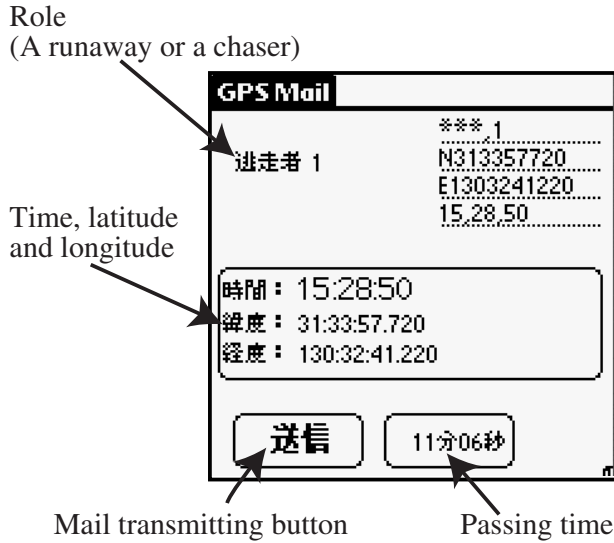 Role
(A runaway or a chaser)
GPS Mail
***,1
逃走者 1
N313357720
E1303241220
15,28,50
Time, latitude
and longitude
時間： 15:28:50
緯度： 31:33:57.720
経度： 130:32:41.220
送信
11分06秒
Mail transmitting button
Passing time